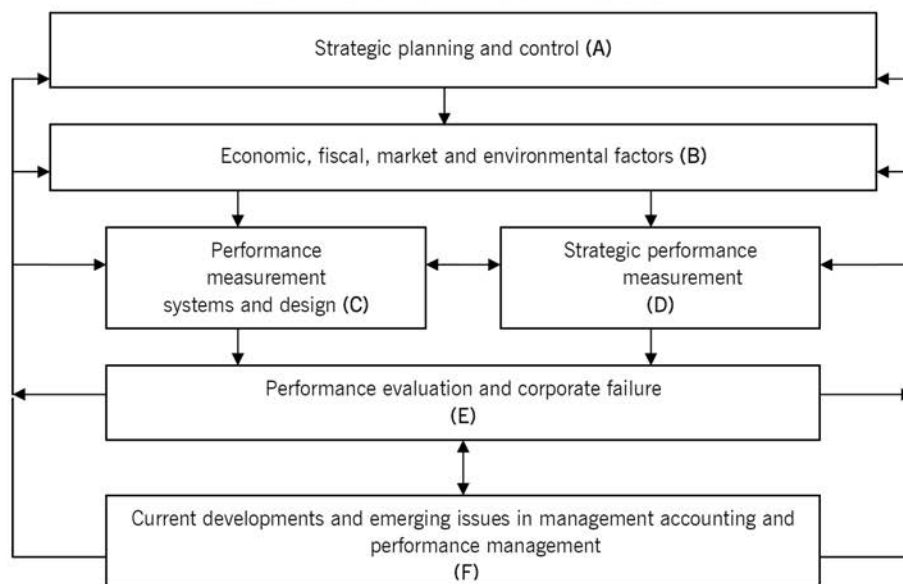 Strategic planning and control (A)
Economic, fiscal, market and environmental factors (B)
Performance
measurement
systems and design (C)
Strategic performance
measurement
(D)
Performance evaluation and corporate failure
(E)
Current developments and emerging issues in management accounting and
performance management
(F)